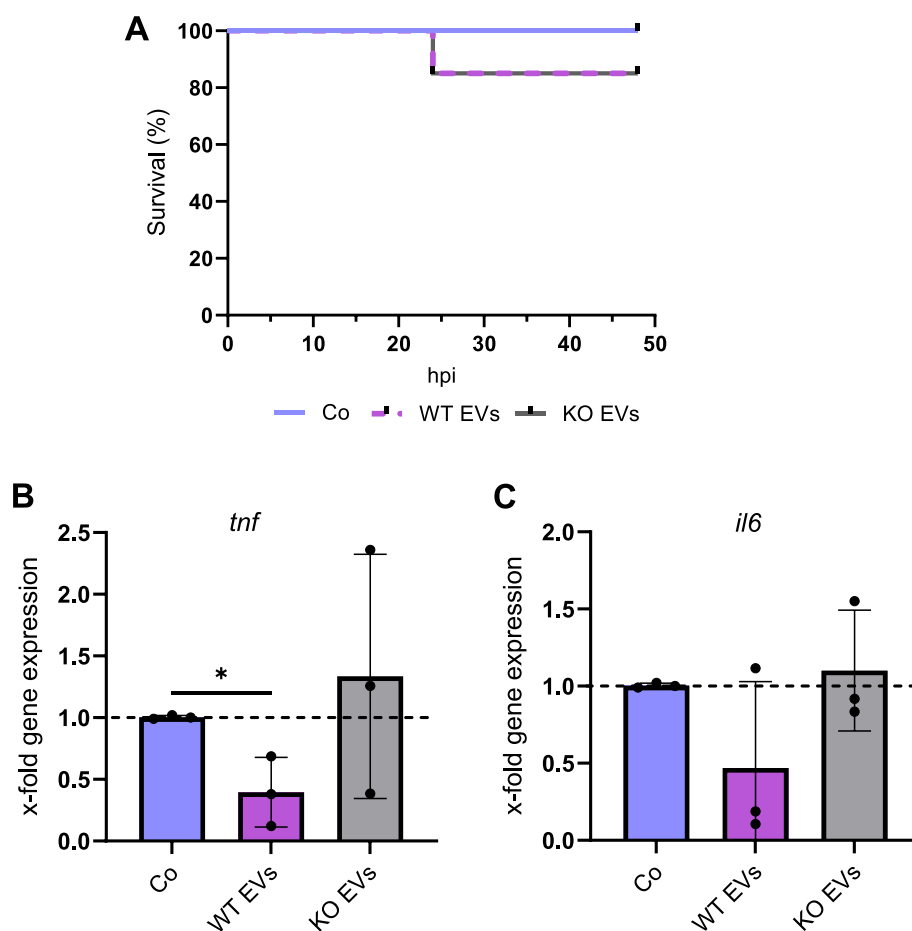 A
Survival (%)
100
80
60
40
20
0
0 10 20 30 40 50
hpi
Co WT EVs KO EVs
B
tnf
x-fold gene expression
2.5
2.0
1.5
1.0
0.5
0.0
*
Co WT EVs KO EVs
C
il6
x-fold gene expression
2.0
1.5
1.0
0.5
0.0
Co WT EVs KO EVs